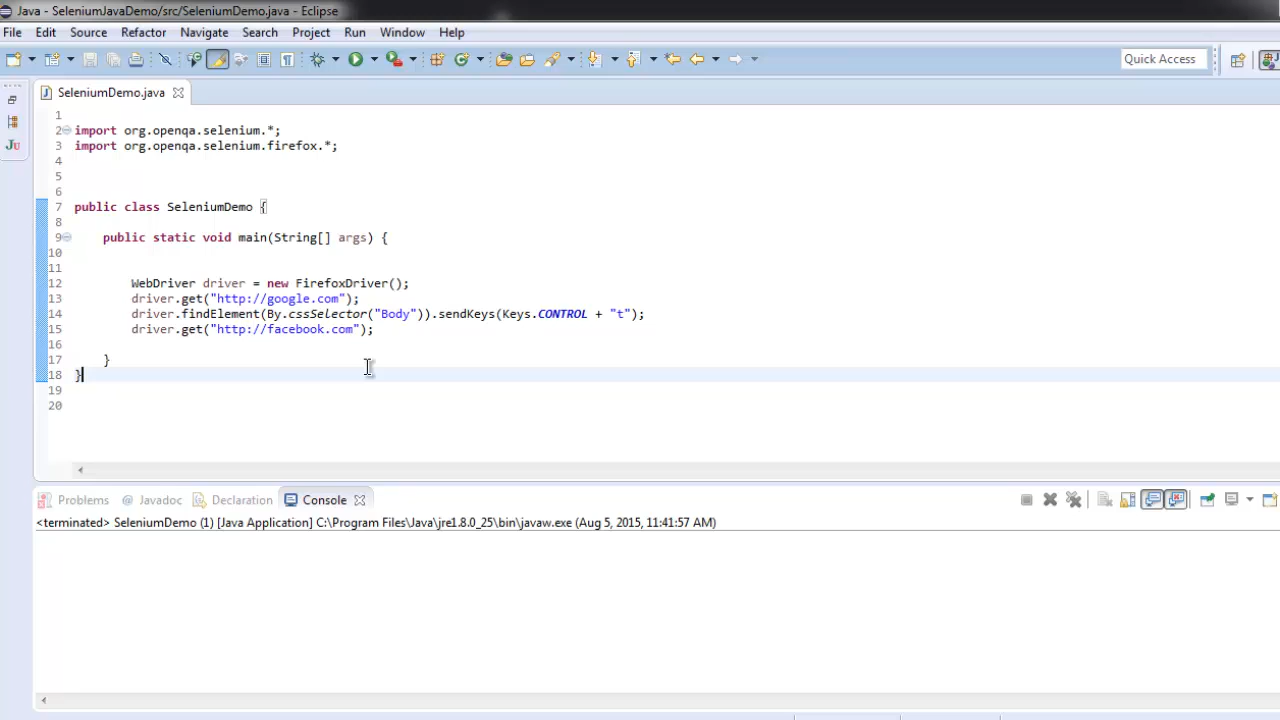 Java - SeleniumJavaDemo/src/SeleniumDemo.java - Eclipse
File Edit Source Refactor Navigate Search Project Run Window Help
Quick Access
SeleniumDemo.java
1
2 import org.openqa.selenium.*;
3 import org.openqa.selenium.firefox.*;
4
5
6
7 public class SeleniumDemo {
8
9 public static void main(String[] args) {
10
11
12 WebDriver driver = new FirefoxDriver();
13 driver.get("http://google.com");
14 driver.findElement(By.cssSelector("Body")).sendKeys(Keys.CONTROL + "t");
15 driver.get("http://facebook.com");
16
17 }
18 }
19
20
Problems @ Javadoc Declaration Console
<terminated> SeleniumDemo (1) [Java Application] C:\Program Files\Java\jre1.8.0_25\bin\javaw.exe (Aug 5, 2015, 11:41:57 AM)